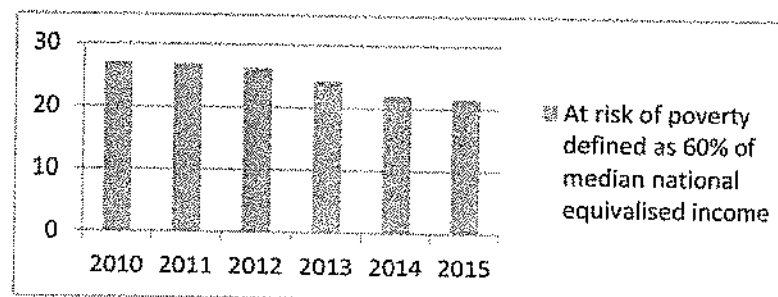 30
20
10
0
2010 2011 2012 2013 2014 2015
At risk of poverty
defined as 60% of
median national
equivalised income